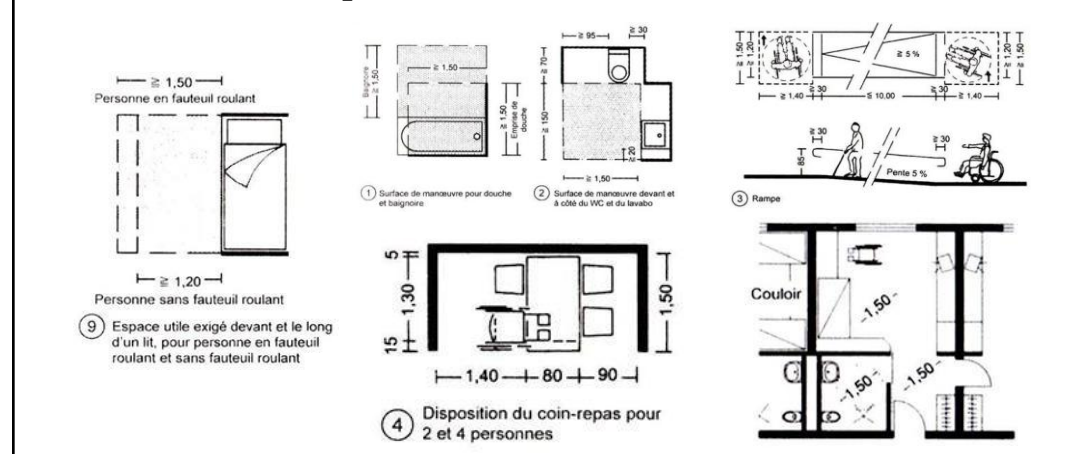 ≧ 1,50
Personne en fauteuil roulant
≧ 1,20
Personne sans fauteuil roulant
9 Espace utile exigé devant et le long
d'un lit, pour personne en fauteuil
roulant et sans fauteuil roulant
Baignoire
≧ 1,50
≧ 1,50
≧ 1,50
Emprise de
douche
1 Surface de manœuvre pour douche
et baignoire
≧ 95
≧ 30
≧ 70
≧ 150
≧ 20
≧ 1,50
2 Surface de manœuvre devant et
à côté du WC et du lavabo
≧ 1,50
≧ 1,20
≧ 5 %
≧ 1,20
≧ 1,50
≧ 1,40
≧ 30
≦ 10,00
≧ 30
≧ 1,40
≧ 30
85
≧ 30
Pente 5 %
3 Rampe
5
1,30
15
1,50
1,40
80
90
4 Disposition du coin-repas pour
2 et 4 personnes
Couloir
1,50
1,50
1,50